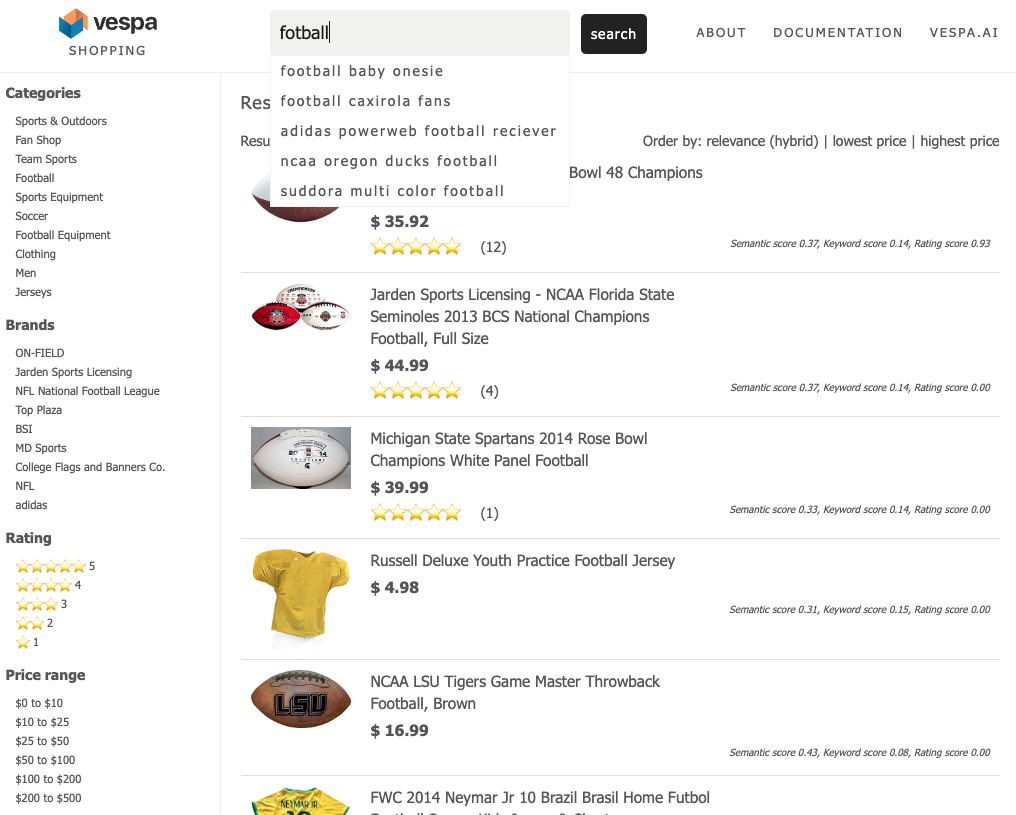 vespa
SHOPPING
fotball
search
ABOUT DOCUMENTATION VESPA.AI
football baby onesie
football caxirola fans
adidas powerweb football reciever
ncaa oregon ducks football
suddora multi color football
Categories
Sports & Outdoors
Fan Shop
Team Sports
Football
Sports Equipment
Soccer
Football Equipment
Clothing
Men
Jerseys
Brands
ON-FIELD
Jarden Sports Licensing
NFL National Football League
Top Plaza
BSI
MD Sports
College Flags and Banners Co.
NFL
adidas
Rating
5
4
3
2
1
Price range
$0 to $10
$10 to $25
$25 to $50
$50 to $100
$100 to $200
$200 to $500
Order by: relevance (hybrid) | lowest price | highest price
Bowl 48 Champions
$ 35.92
(12)
Semantic score 0.37, Keyword score 0.14, Rating score 0.93
Jarden Sports Licensing - NCAA Florida State
Seminoles 2013 BCS National Champions
Football, Full Size
$ 44.99
(4)
Semantic score 0.37, Keyword score 0.14, Rating score 0.00
Michigan State Spartans 2014 Rose Bowl
Champions White Panel Football
$ 39.99
(1)
Semantic score 0.33, Keyword score 0.14, Rating score 0.00
Russell Deluxe Youth Practice Football Jersey
$ 4.98
Semantic score 0.31, Keyword score 0.15, Rating score 0.00
LSU
NCAA LSU Tigers Game Master Throwback
Football, Brown
$ 16.99
Semantic score 0.43, Keyword score 0.08, Rating score 0.00
NEYMAR JR
FWC 2014 Neymar Jr 10 Brazil Brasil Home Futbol